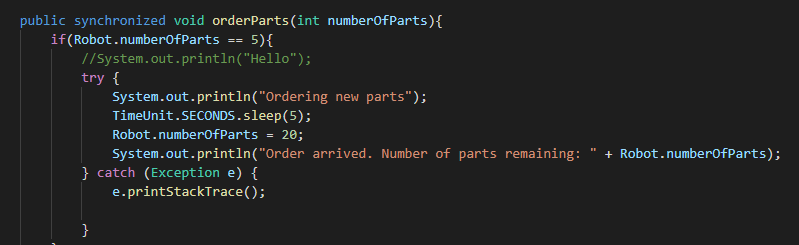 public synchronized void orderParts(int numberOfParts){
if(Robot.numberOfParts == 5){
//System.out.println("Hello");
try {
System.out.println("Ordering new parts");
TimeUnit.SECONDS.sleep(5);
Robot.numberOfParts = 20;
System.out.println("Order arrived. Number of parts remaining: " + Robot.numberOfParts);
} catch (Exception e) {
e.printStackTrace();
}